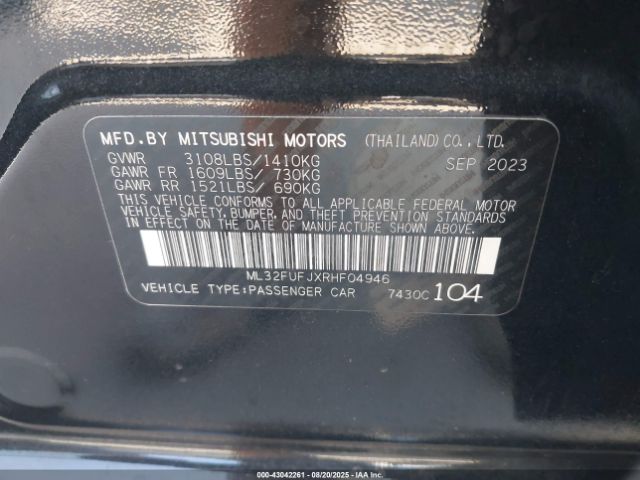 MFD.BY MITSUBISHI MOTORS (THAILAND)CO.,LTD.
GVWR 3108LBS/1410KG SEP 2023
GAWR FR 1609LBS/ 730KG
GAWR RR 1521LBS/ 690KG
THIS VEHICLE CONFORMS TO ALL APPLICABLE FEDERAL MOTOR
VEHICLE SAFETY, BUMPER, AND THEFT PREVENTION STANDARDS
IN EFFECT ON THE DATE OF MANUFACTURE SHOWN ABOVE.
ML32FUFJXRHF04946
VEHICLE TYPE:PASSENGER CAR 7430C 104
000-43042261 - 08/20/2025 - IAAI.COM